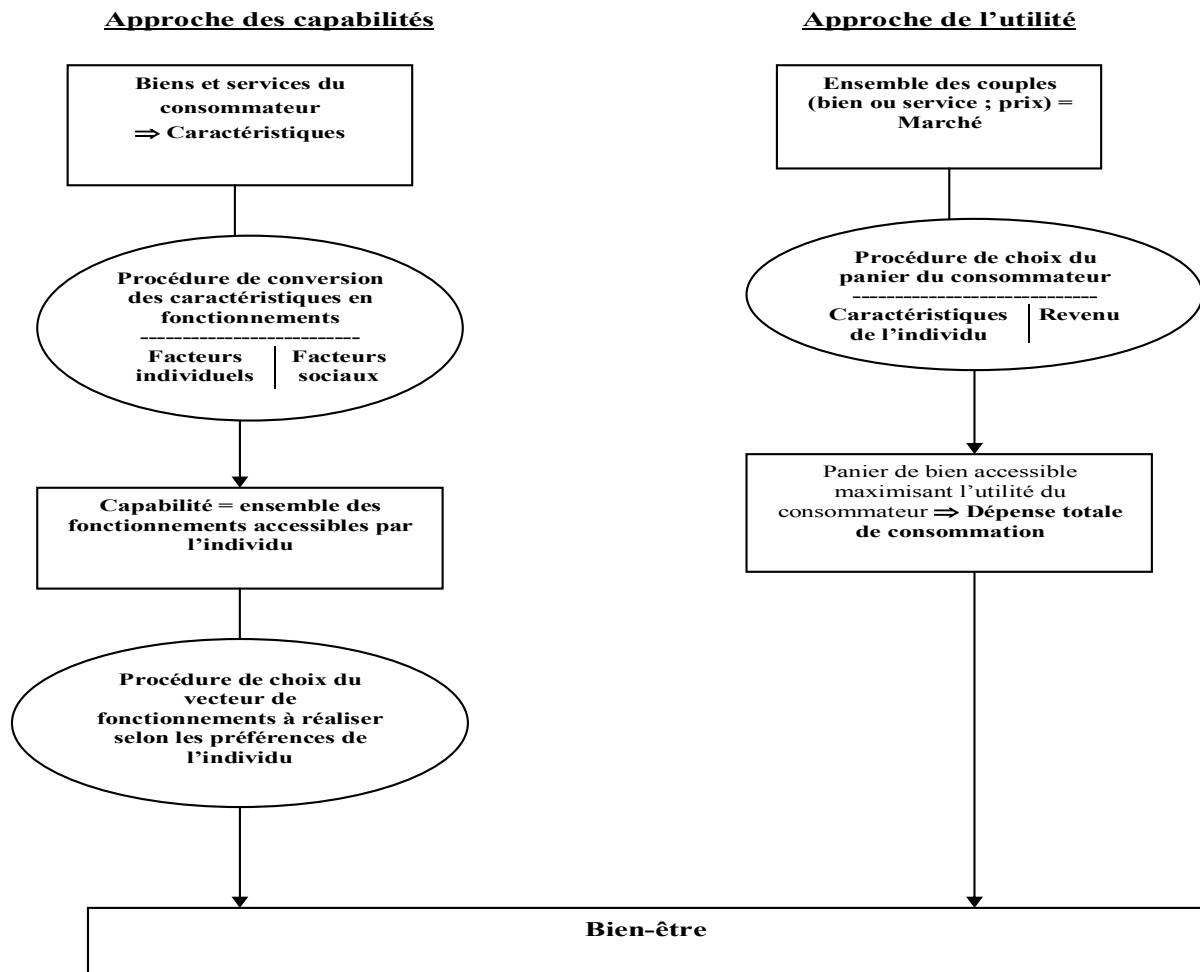 Approche des capabilités
Biens et services du
consommateur
⇒ Caractéristiques
Procédure de conversion
des caractéristiques en
fonctionnements
--------------------------
Facteurs
individuels
Facteurs
sociaux
Capabilité = ensemble des
fonctionnements accessibles par
l’individu
Procédure de choix du
vecteur de
fonctionnements à réaliser
selon les préférences de
l’individu
Approche de l’utilité
Ensemble des couples
(bien ou service ; prix) =
Marché
Procédure de choix du
panier du consommateur
-----------------------------
Caractéristiques
de l’individu
Revenu
Panier de bien accessible
maximisant l’utilité du
consommateur ⇒ Dépense totale
de consommation
Bien-être